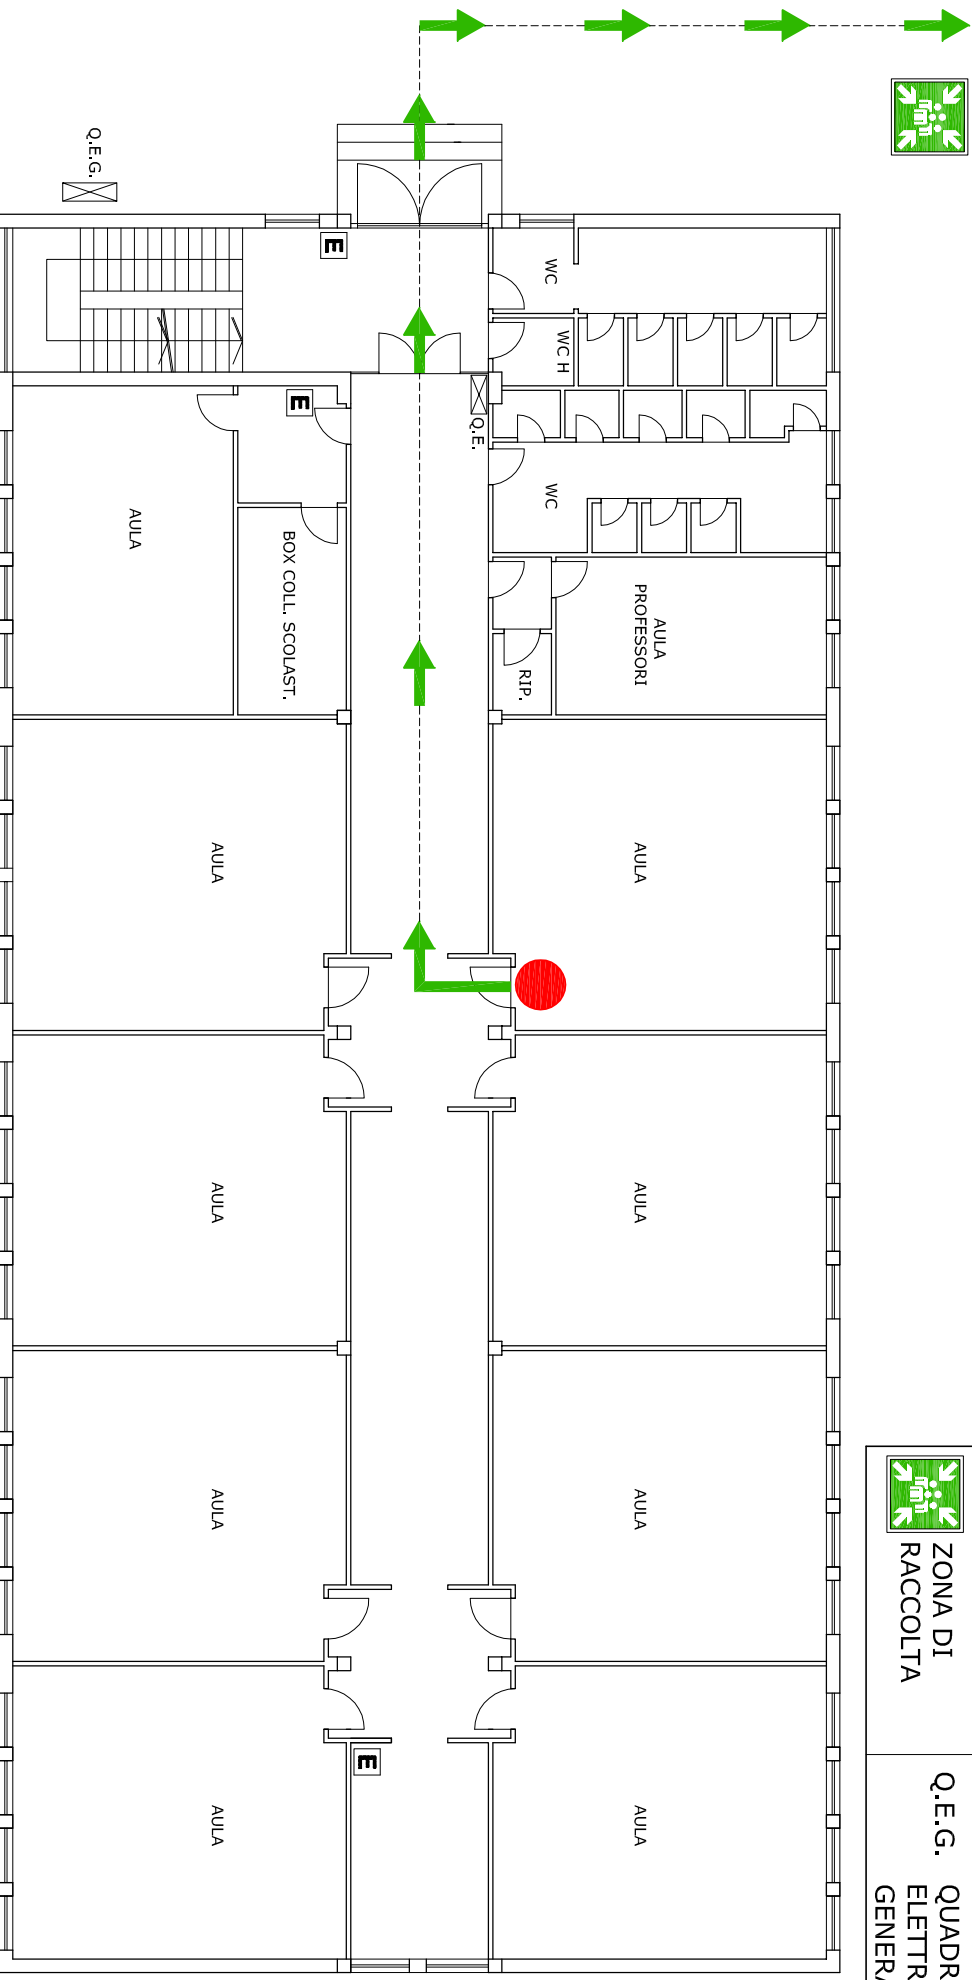 Q.E.G.
E
WC
WC H
E
Q.E.
WC
AULA
BOX COLL. SCOLAST.
AULA
PROFESSORI
RIP.
AULA
AULA
AULA
AULA
AULA
AULA
E
AULA
AULA
ZONA DI
RACCOLTA
Q.E.G.